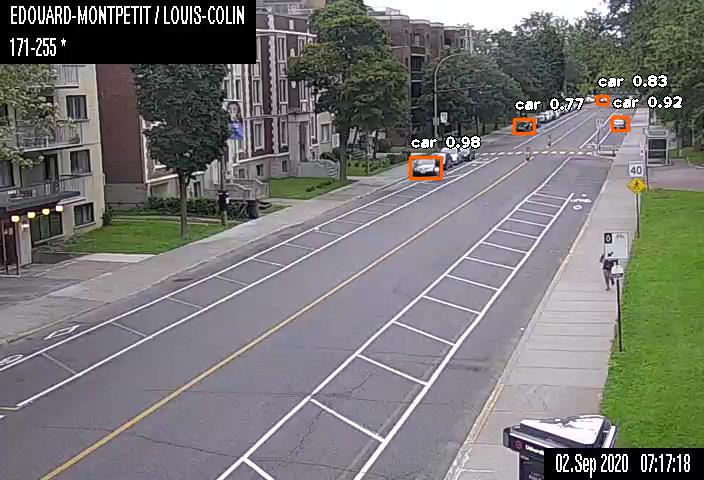 EDOUARD-MONTPETIT / LOUIS-COLIN
171-255 *
car 0.83
car 0.77
car 0.92
car 0.98
40
02.Sep 2020 07:17:18